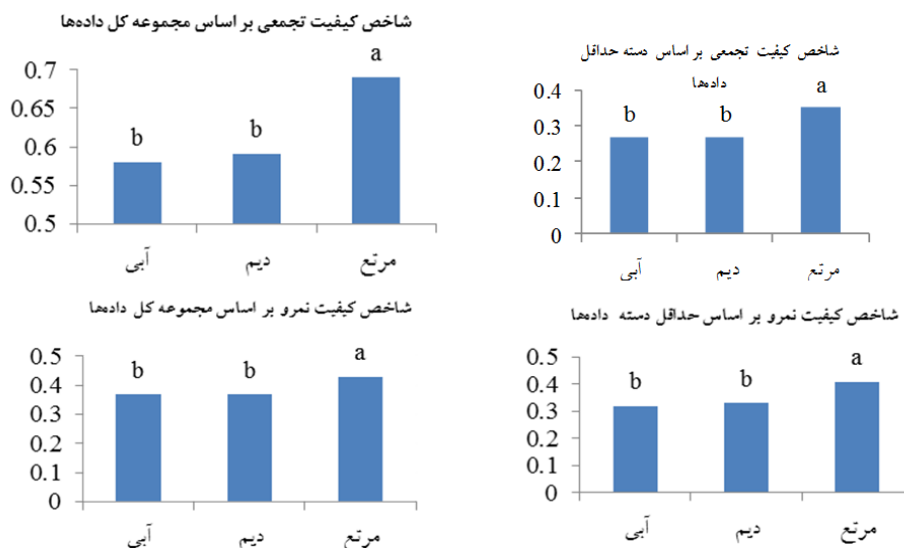 شاخص کیفیت تجمعی بر اساس مجموعه کل داده‌ها
0.7
0.65
0.6
0.55
0.5
b
b
a
آبی
دیم
مرتع
شاخص کیفیت تجمعی بر اساس دسته حداقل
داده‌ها
0.4
0.3
0.2
0.1
0
b
b
a
آبی
دیم
مرتع
شاخص کیفیت نمرو بر اساس مجموعه کل داده‌ها
0.5
0.4
0.3
0.2
0.1
0
b
b
a
آبی
دیم
مرتع
شاخص کیفیت نمرو بر اساس حداقل دسته داده‌ها
0.5
0.4
0.3
0.2
0.1
0
b
b
a
آبی
دیم
مرتع